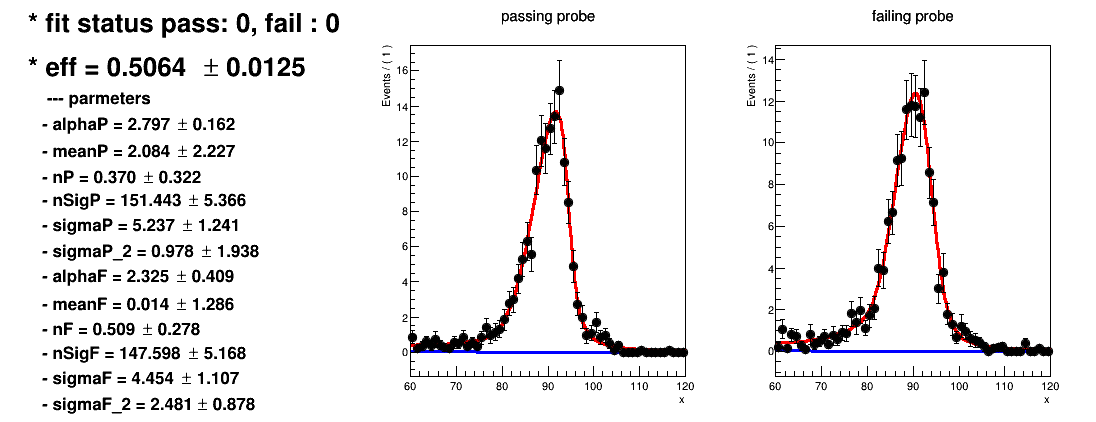 * fit status pass: 0, fail : 0
* eff = 0.5064 ± 0.0125
--- parmeters
- alphaP = 2.797 ± 0.162
- meanP = 2.084 ± 2.227
- nP = 0.370 ± 0.322
- nSigP = 151.443 ± 5.366
- sigmaP = 5.237 ± 1.241
- sigmaP_2 = 0.978 ± 1.938
- alphaF = 2.325 ± 0.409
- meanF = 0.014 ± 1.286
- nF = 0.509 ± 0.278
- nSigF = 147.598 ± 5.168
- sigmaF = 4.454 ± 1.107
- sigmaF_2 = 2.481 ± 0.878
passing probe
Events / ( 1 )
16
14
12
10
8
6
4
2
0
60 70 80 90 100 110 120
x
failing probe
Events / ( 1 )
14
12
10
8
6
4
2
0
60 70 80 90 100 110 120
x